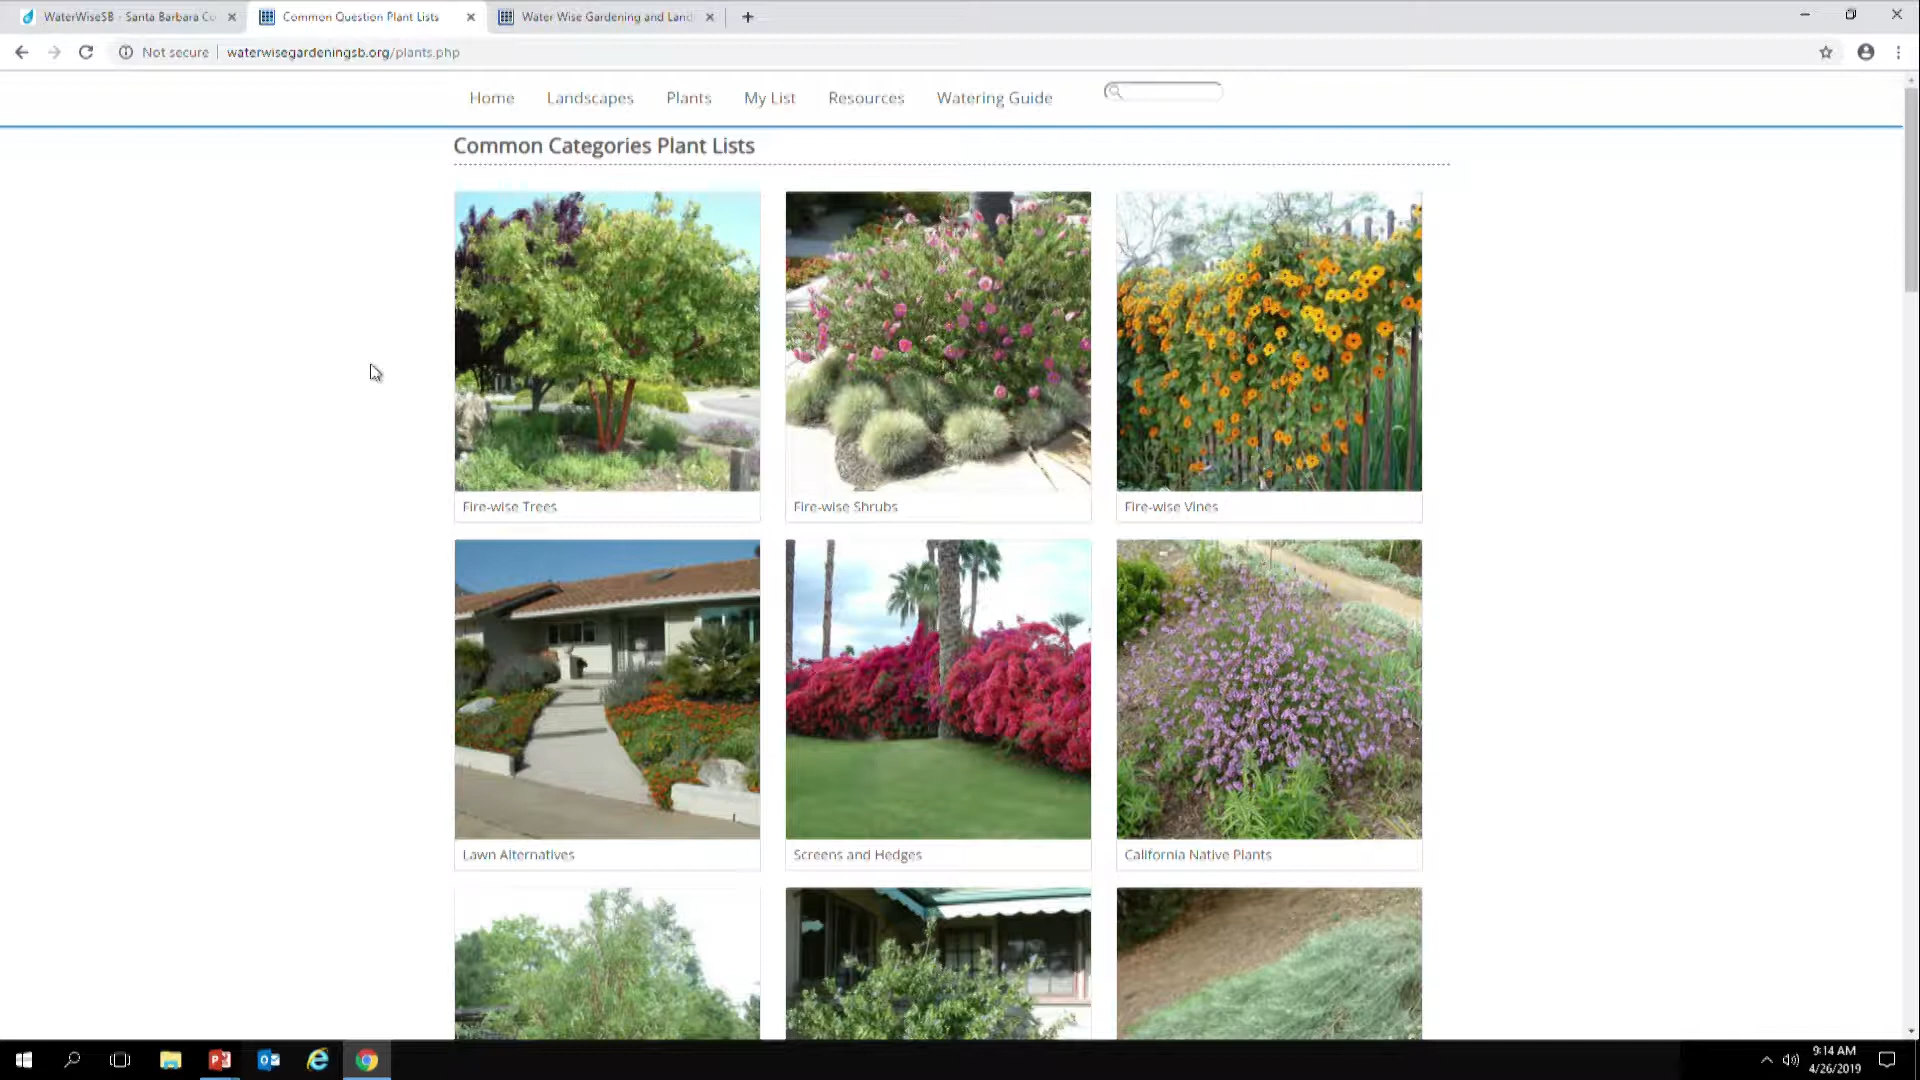 WaterWiseSB - Santa Barbara Co
Common Question Plant Lists
Water Wise Gardening and Land
Not secure
waterwisegardeningsb.org/plants.php
Home
Landscapes
Plants
My List
Resources
Watering Guide
Common Categories Plant Lists
Fire-wise Trees
Fire-wise Shrubs
Fire-wise Vines
Lawn Alternatives
Screens and Hedges
California Native Plants
9:14 AM
4/26/2019